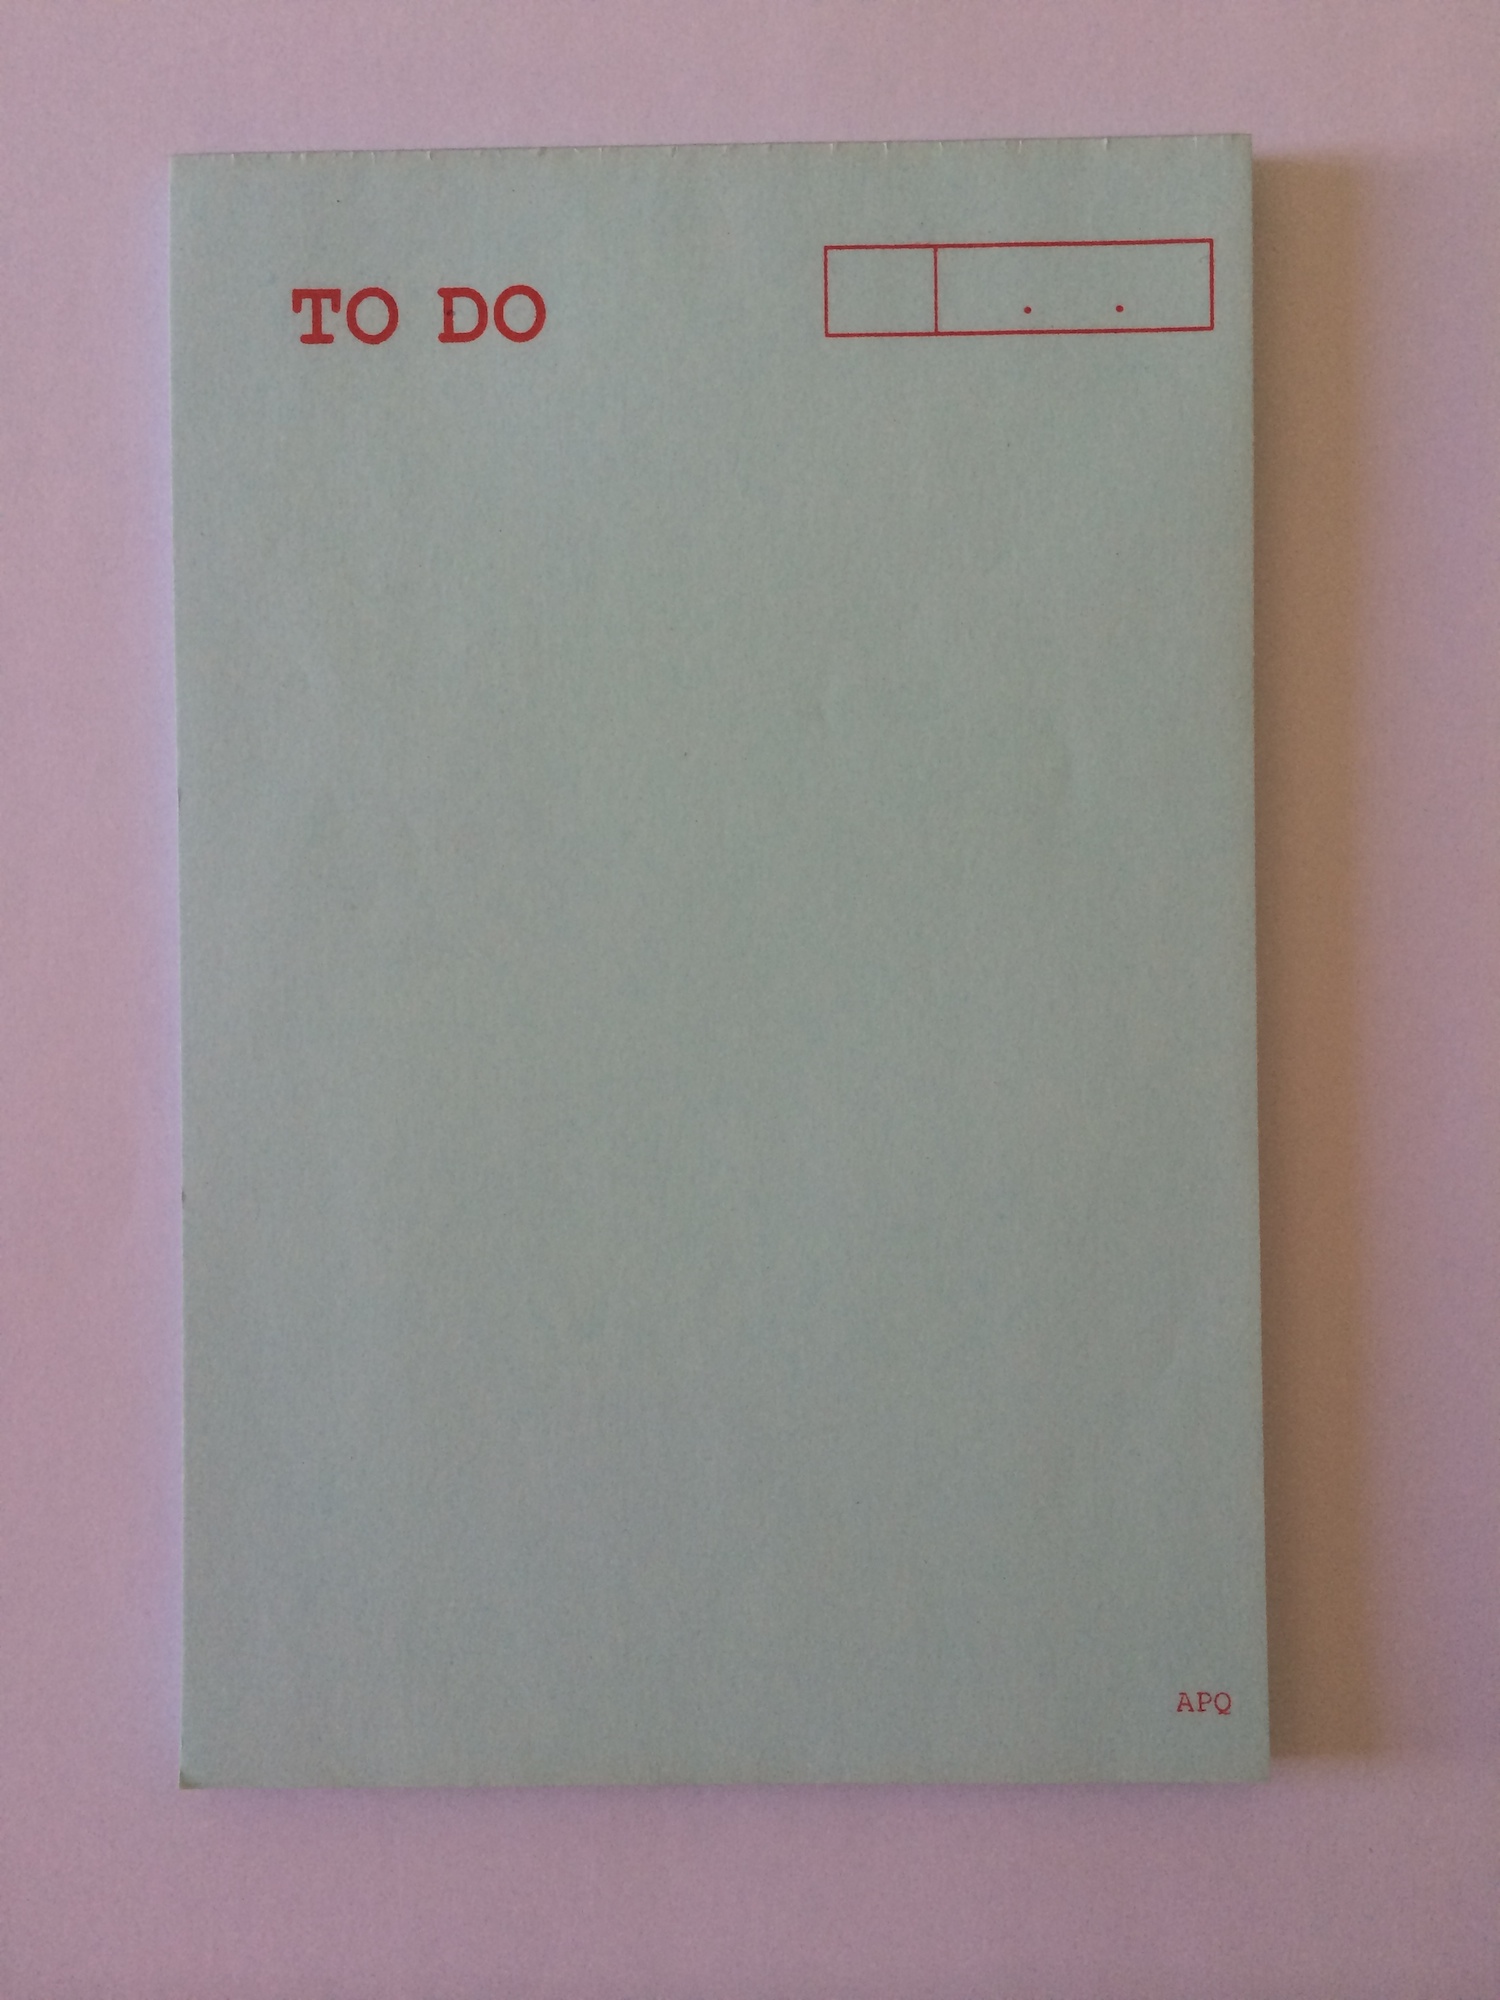 TO DO
. .
APQ